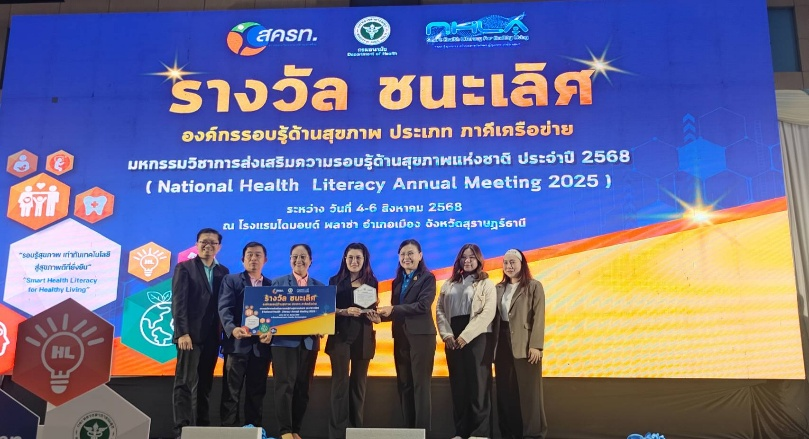 สครท.
กรมอนามัย
Department of Health
Smart Health Literacy For Healthy Living
รางวัล ชนะเลิศ
องค์กรรอบรู้ด้านสุขภาพ ประเภท ภาคีเครือข่าย
มหกรรมวิชาการส่งเสริมความรอบรู้ด้านสุขภาพแห่งชาติ ประจำปี 2568
( National Health Literacy Annual Meeting 2025 )
ระหว่าง วันที่ 4-6 สิงหาคม 2568
ณ โรงแรมไดมอนด์ พลาซ่า อำเภอเมือง จังหวัดสุราษฎร์ธานี
"รอบรู้สุขภาพ เท่าทันเทคโนโลยี
สู่สุขภาพดีที่ยั่งยืน"
"Smart Health Literacy
for Healthy Living"
HL
รางวัล ชนะเลิศ